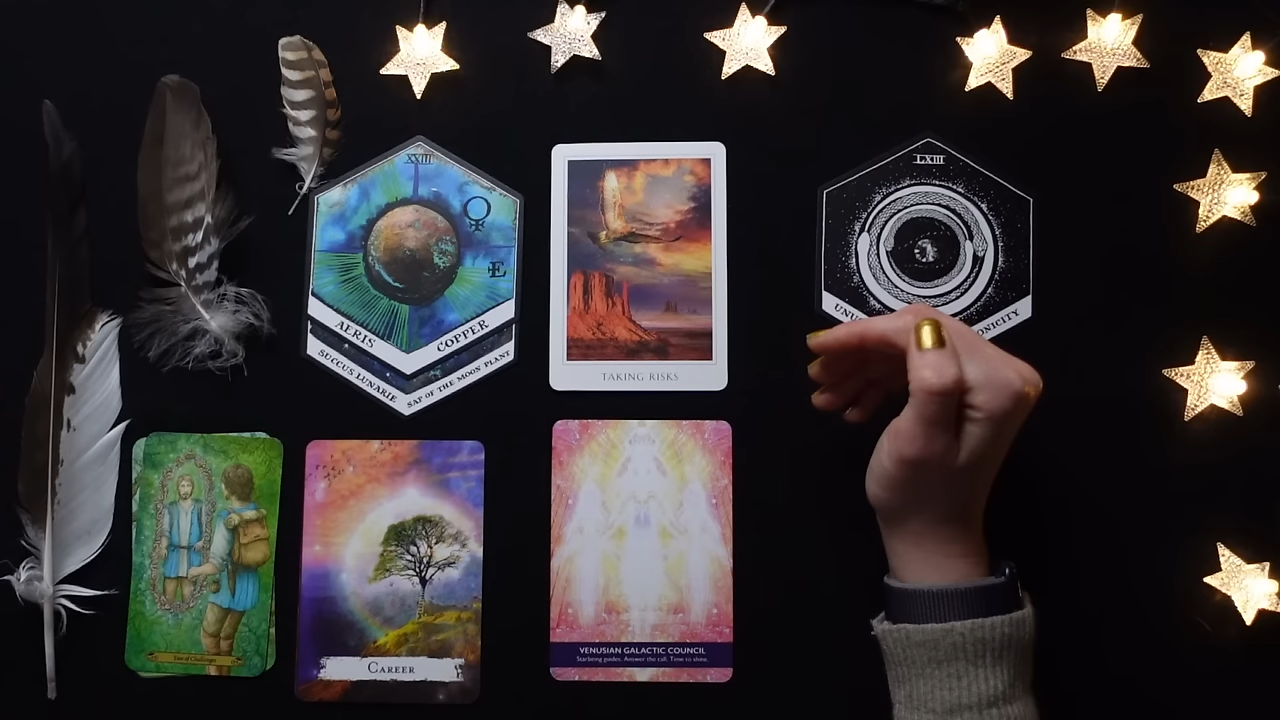 XXIII
E
AERIS COPPER
SUCCUS LUNARIE SAP OF THE MOON PLANT
TAKING RISKS
LXIII
CAREER
VENUSIAN GALACTIC COUNCIL
Starbeing guides. Answer the call. Time to shine.